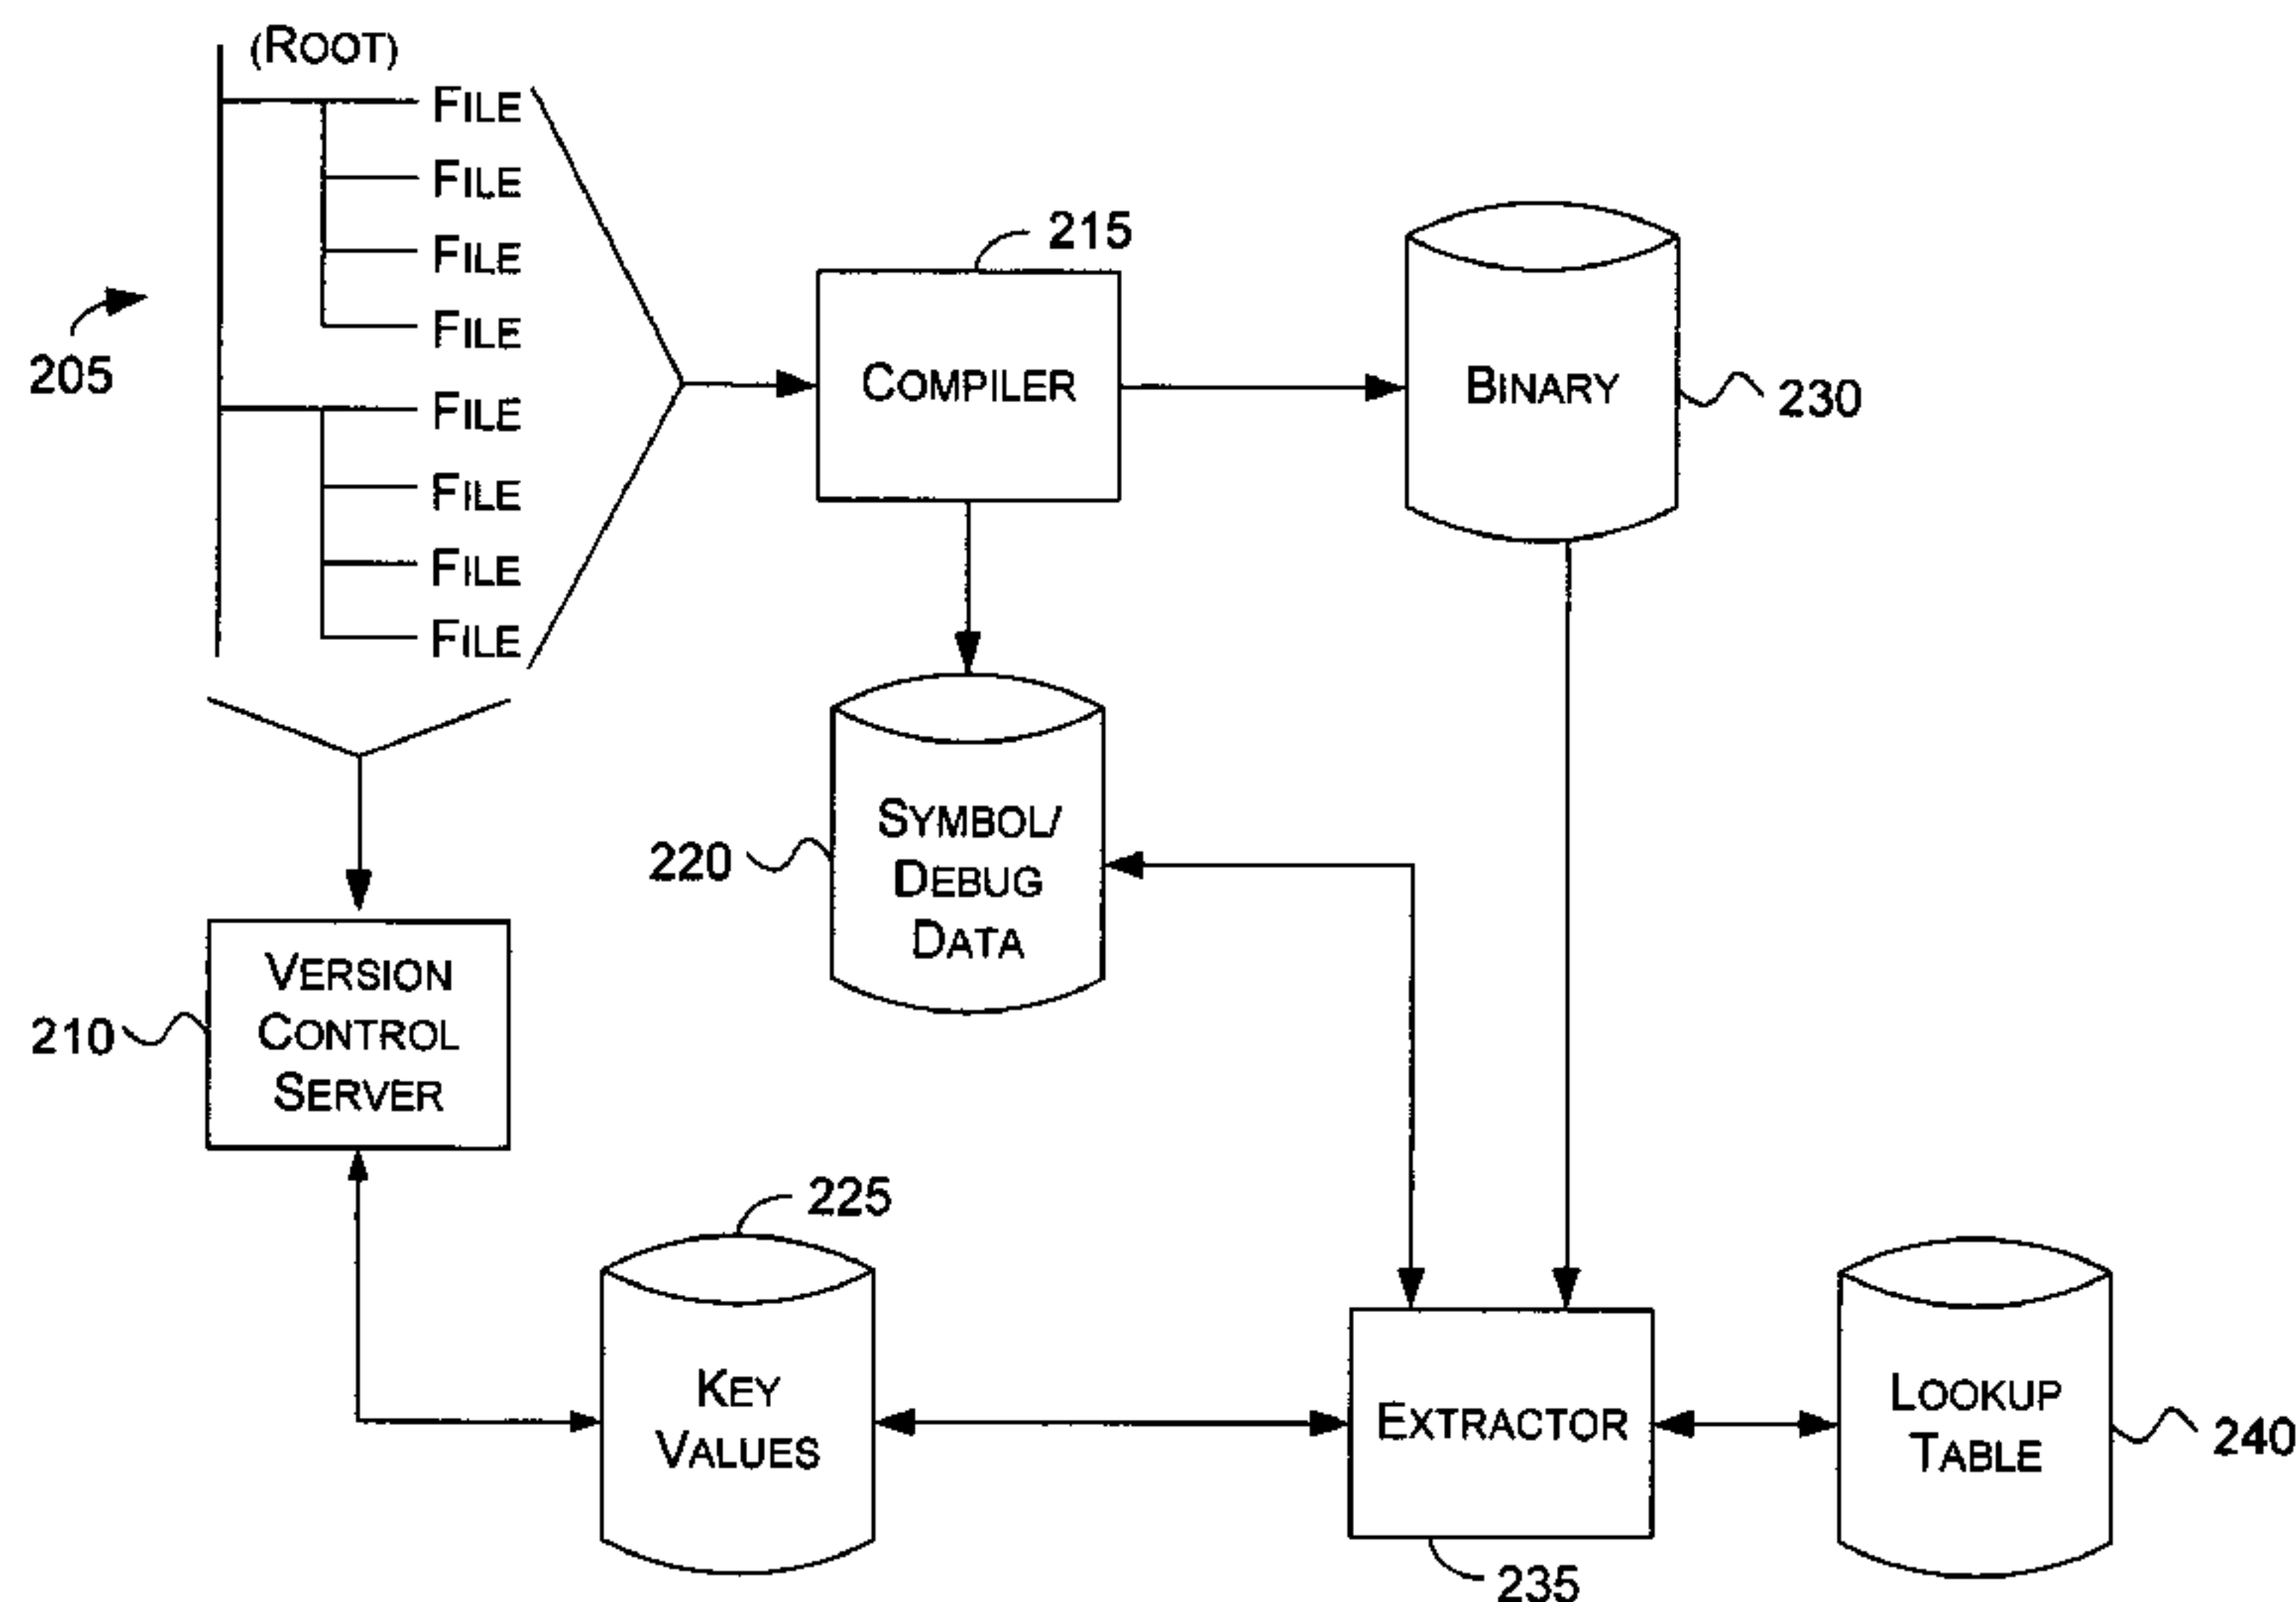 (ROOT)
FILE
FILE
FILE
FILE
FILE
FILE
FILE
FILE
205
215
COMPILER
BINARY
230
220
SYMBOL/
DEBUG
DATA
210
VERSION
CONTROL
SERVER
225
KEY
VALUES
EXTRACTOR
235
LOOKUP
TABLE
240